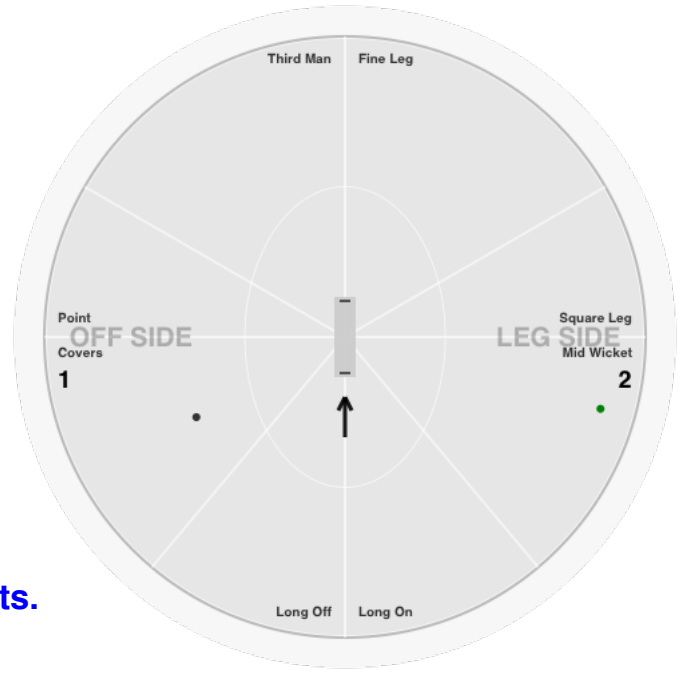 Third Man
Fine Leg
Point
Square Leg
OFF SIDE
LEG SIDE
Covers
Mid Wicket
1
2
ts.
Long Off
Long On